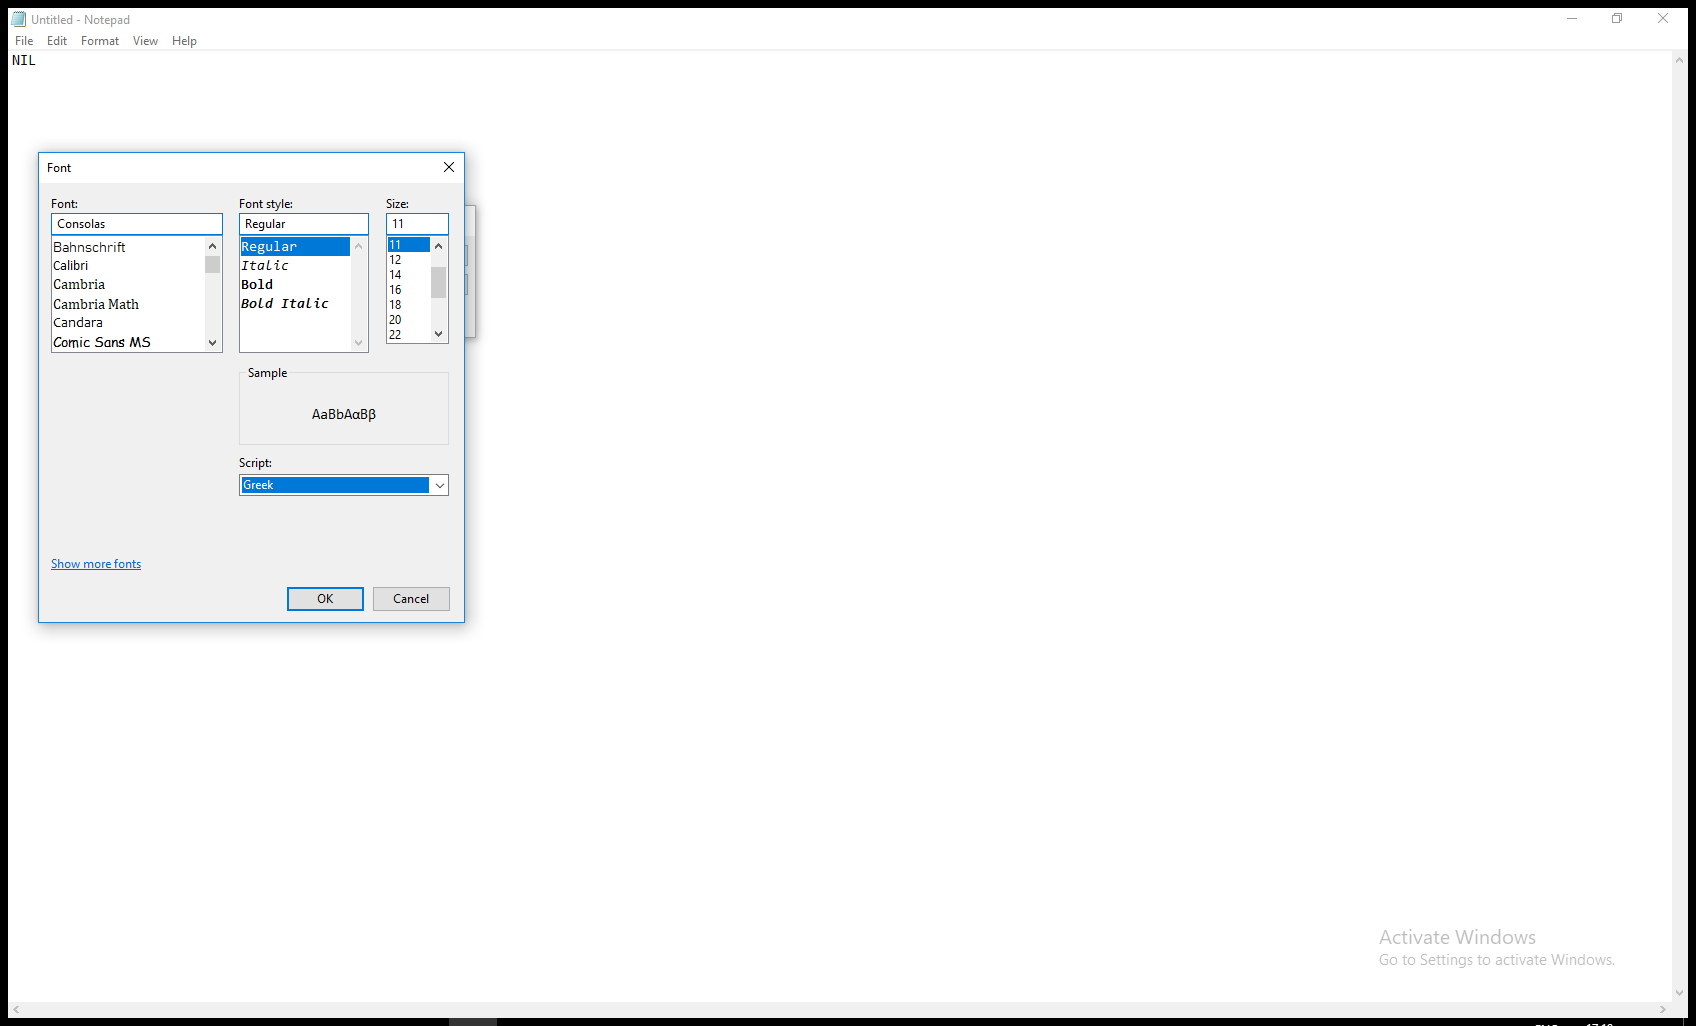 Untitled - Notepad
File Edit Format View Help
NIL
Font
Font: Font style: Size:
Consolas Regular 11
Bahnschrift
Calibri
Cambria
Cambria Math
Candara
Comic Sans MS
Regular
Italic
Bold
Bold Italic
11
12
14
16
18
20
22
Sample
AaBbΑαΒβ
Script:
Greek
Show more fonts
OK Cancel
Activate Windows
Go to Settings to activate Windows.